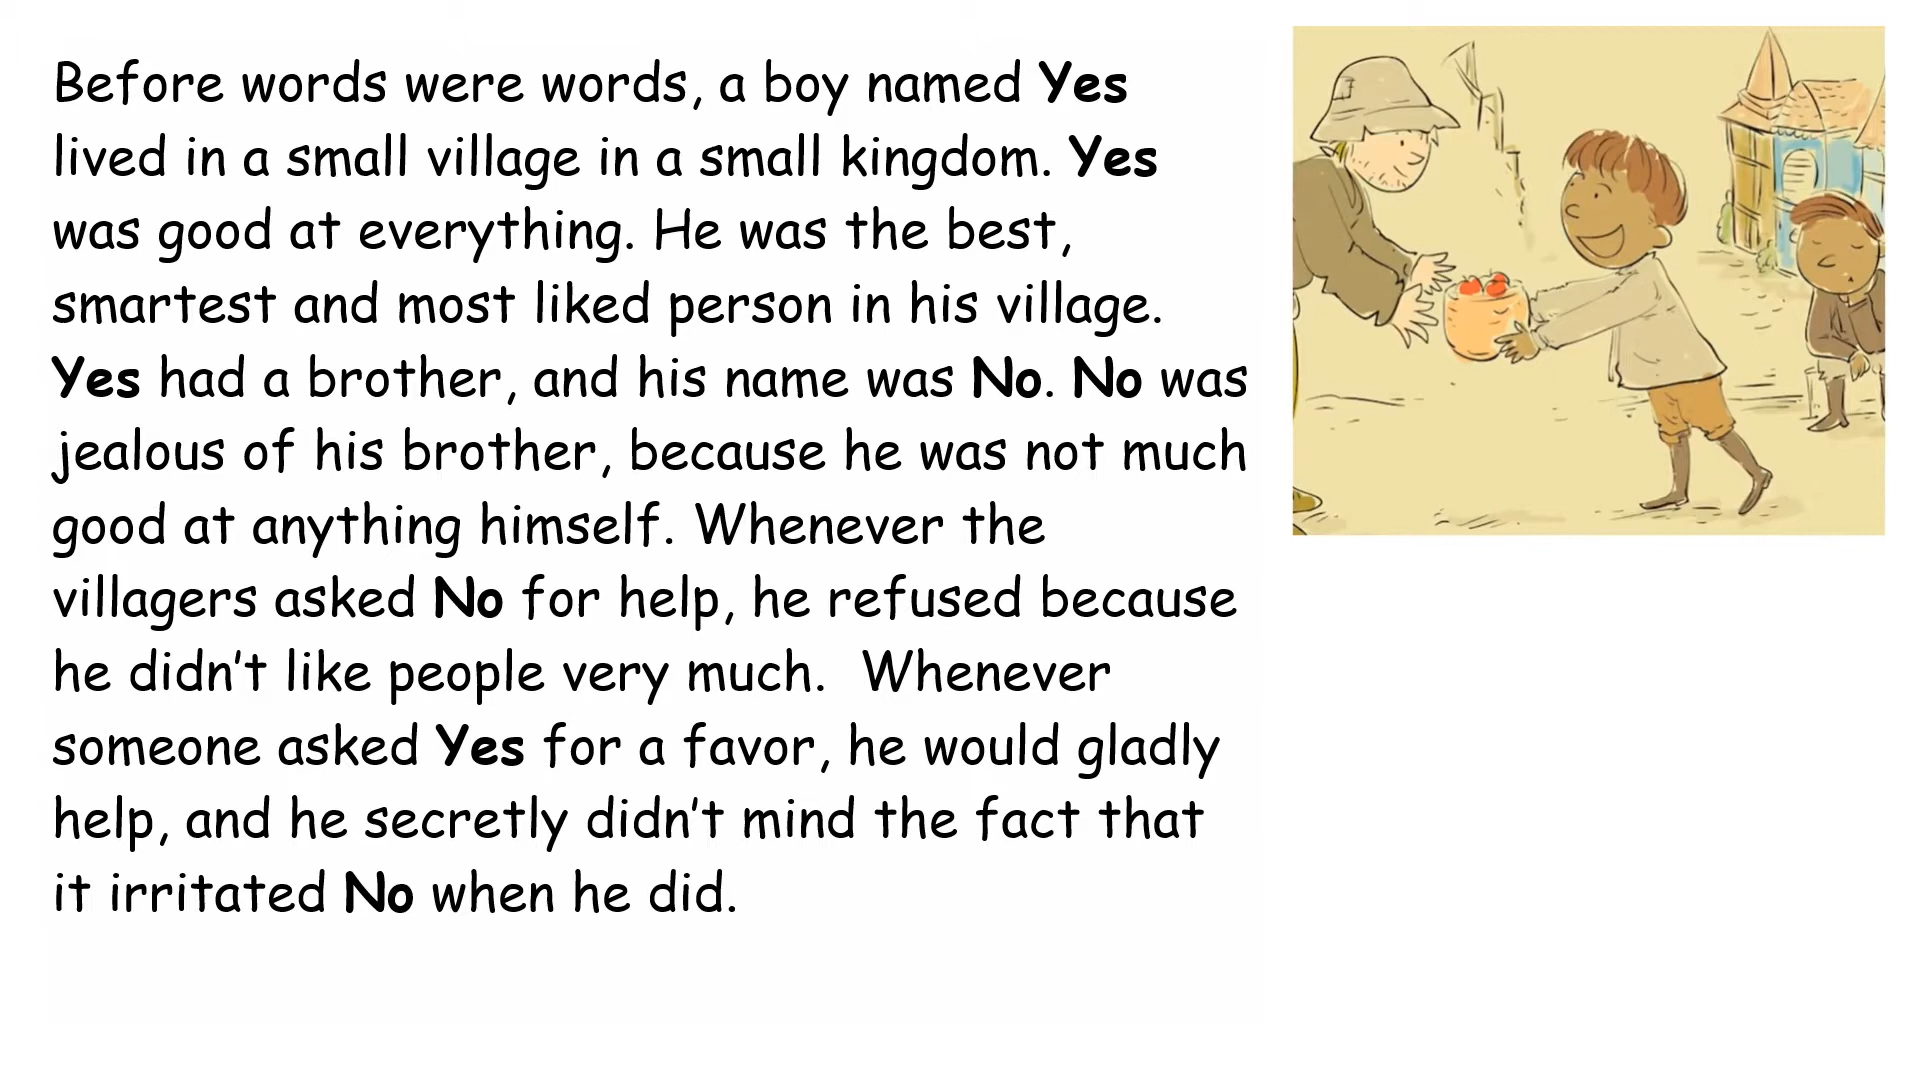 Before words were words, a boy named Yes
lived in a small village in a small kingdom. Yes
was good at everything. He was the best,
smartest and most liked person in his village.
Yes had a brother, and his name was No. No was
jealous of his brother, because he was not much
good at anything himself. Whenever the
villagers asked No for help, he refused because
he didn’t like people very much.  Whenever
someone asked Yes for a favor, he would gladly
help, and he secretly didn’t mind the fact that
it irritated No when he did.